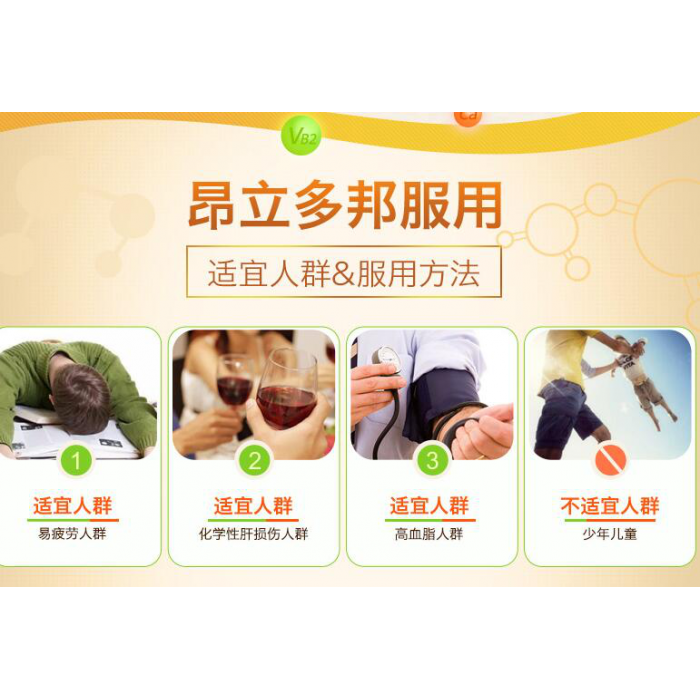 VB2
Ca
昂立多邦服用
适宜人群&服用方法
1
2
3
适宜人群
适宜人群
适宜人群
不适宜人群
易疲劳人群
化学性肝损伤人群
高血脂人群
少年儿童